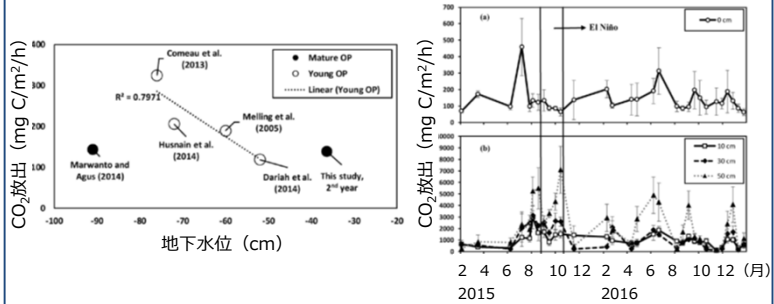 CO₂放出（mg C/m²/h）
400
300
200
100
0
-100 -80 -60 -40 -20
地下水位（cm）
Comeau et al.
(2013)
R² = 0.7971
Husnain et al.
(2014)
Melling et al.
(2005)
Marwanto and
Agus (2014)
Dariah et al.
(2014)
This study,
2nd year
Mature OP
Young OP
Linear (Young OP)
CO₂放出（mg C/m²/h）
700
600
500
400
300
200
100
0
(a)
El Niño
0 cm
10000
9000
8000
7000
6000
5000
4000
3000
2000
1000
0
(b)
10 cm
30 cm
50 cm
2 4 6 8 10 12 2 4 6 8 10 12（月）
2015 2016